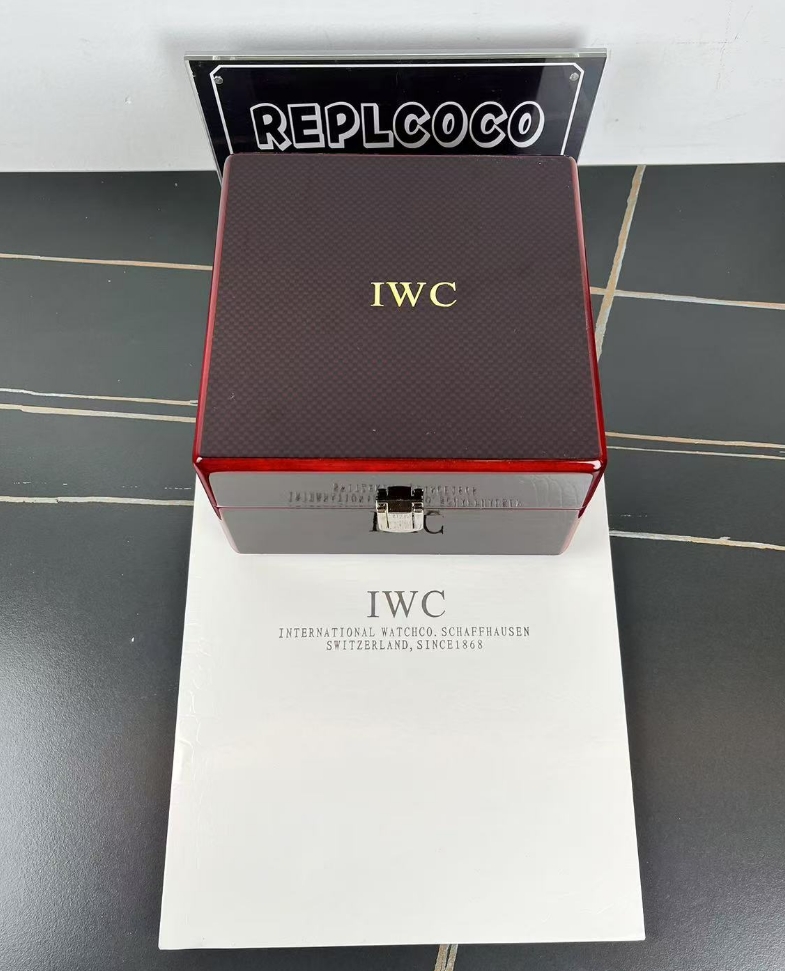 REPLCOCO
IWC
IWC
INTERNATIONAL WATCHCO. SCHAFFHAUSEN
SWITZERLAND, SINCE1868